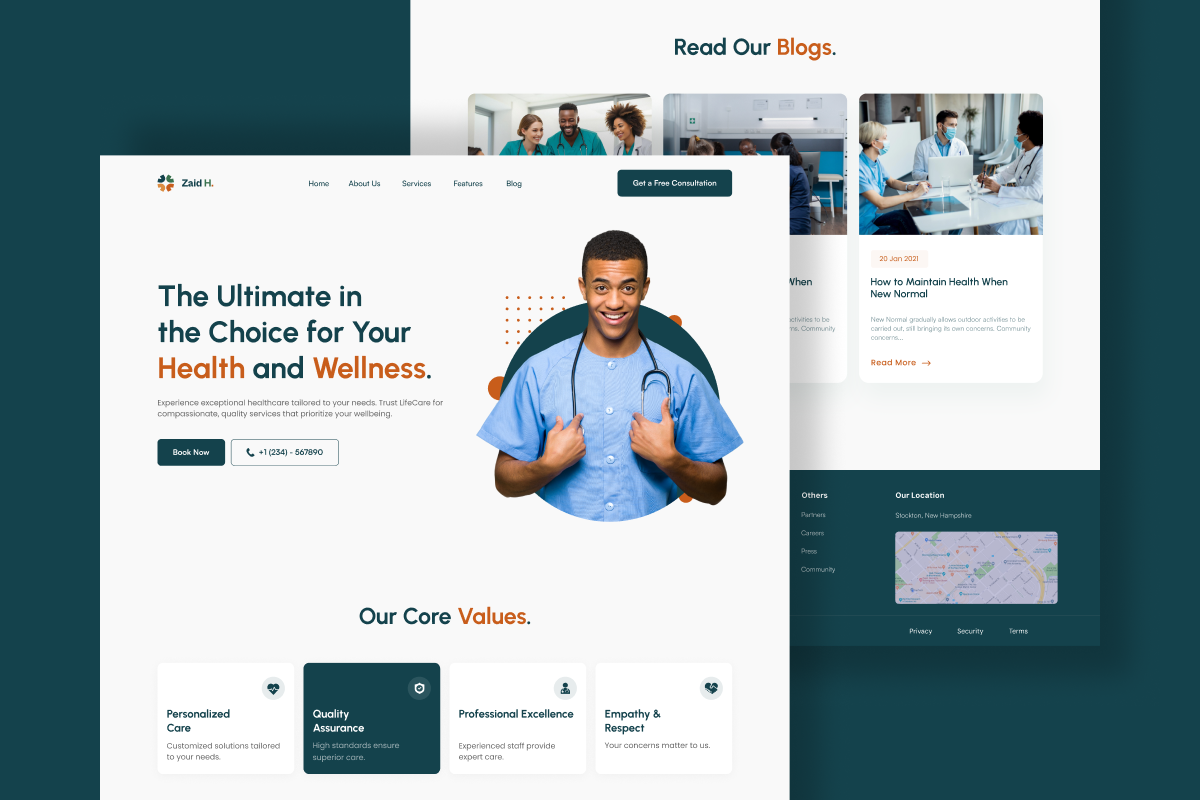 Read Our Blogs.
Zaid H.
Home
About Us
Services
Features
Blog
Get a Free Consultation
The Ultimate in
the Choice for Your
Health and Wellness.
Experience exceptional healthcare tailored to your needs. Trust LifeCare for
compassionate, quality services that prioritize your wellbeing.
Book Now
+1 (234) - 567890
20 Jan 2021
How to Maintain Health When
New Normal
New Normal gradually allows outdoor activities to be
carried out, still bringing its own concerns. Community
concerns...
Read More
When
activities to be
Community
Others
Partners
Careers
Press
Community
Our Location
Stockton, New Hampshire
Privacy
Security
Terms
Our Core Values.
Personalized
Care
Customized solutions tailored
to your needs.
Quality
Assurance
High standards ensure
superior care.
Professional Excellence
Experienced staff provide
expert care.
Empathy &
Respect
Your concerns matter to us.